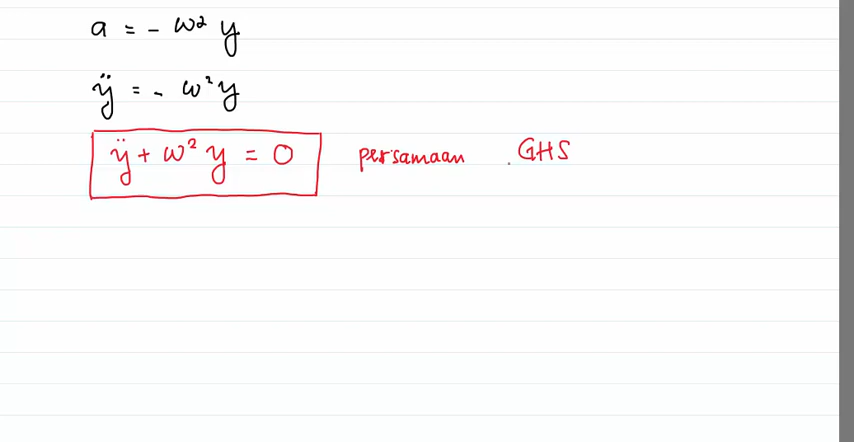 a = - ω² y
ÿ = - ω² y
ÿ + ω² y = 0 persamaan GHS